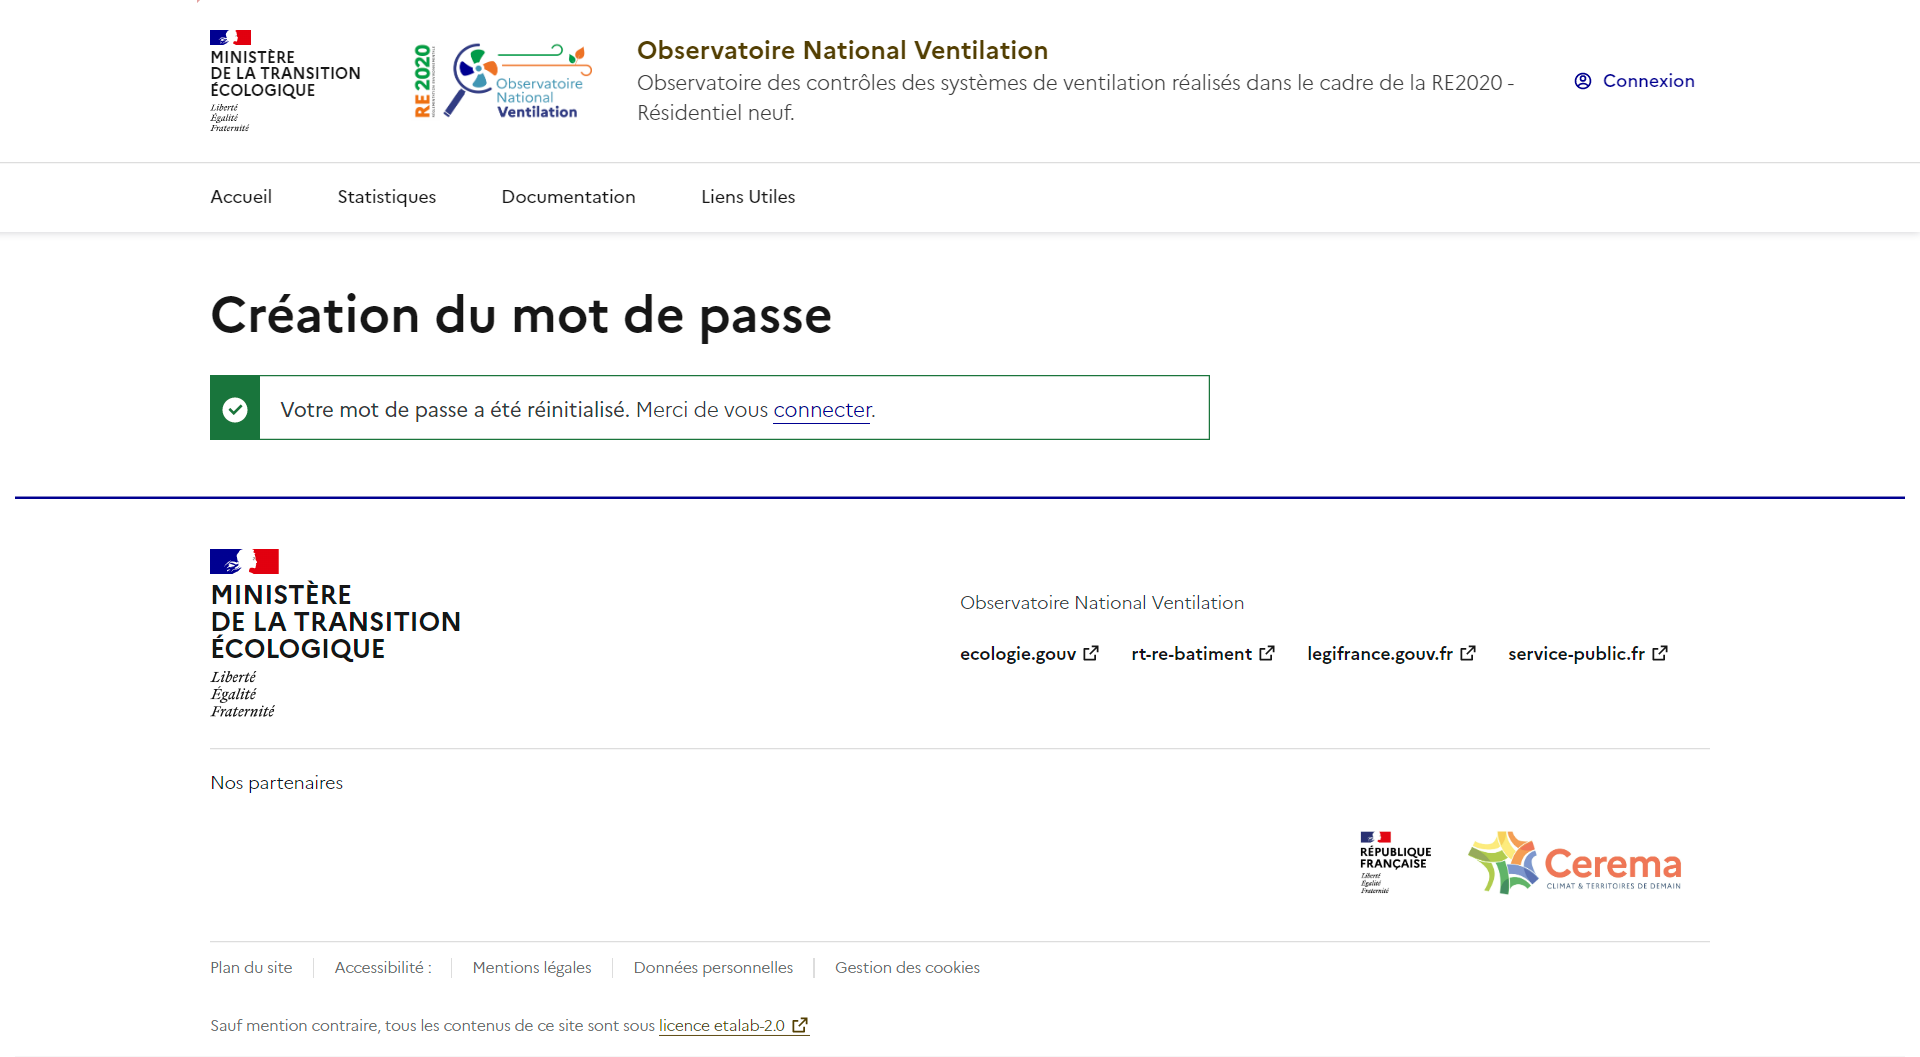 MINISTÈRE
DE LA TRANSITION
ÉCOLOGIQUE
Liberté
Égalité
Fraternité
RE 2020
Observatoire
National
Ventilation
Observatoire National Ventilation
Observatoire des contrôles des systèmes de ventilation réalisés dans le cadre de la RE2020 -
Résidentiel neuf.
Connexion
Accueil Statistiques Documentation Liens Utiles
Création du mot de passe
Votre mot de passe a été réinitialisé. Merci de vous connecter.
MINISTÈRE
DE LA TRANSITION
ÉCOLOGIQUE
Liberté
Égalité
Fraternité
Observatoire National Ventilation
ecologie.gouv rt-re-batiment legifrance.gouv.fr service-public.fr
Nos partenaires
RÉPUBLIQUE
FRANÇAISE
Liberté
Égalité
Fraternité
Cerema
CLIMAT & TERRITOIRES DE DEMAIN
Plan du site Accessibilité : Mentions légales Données personnelles Gestion des cookies
Sauf mention contraire, tous les contenus de ce site sont sous licence etalab-2.0